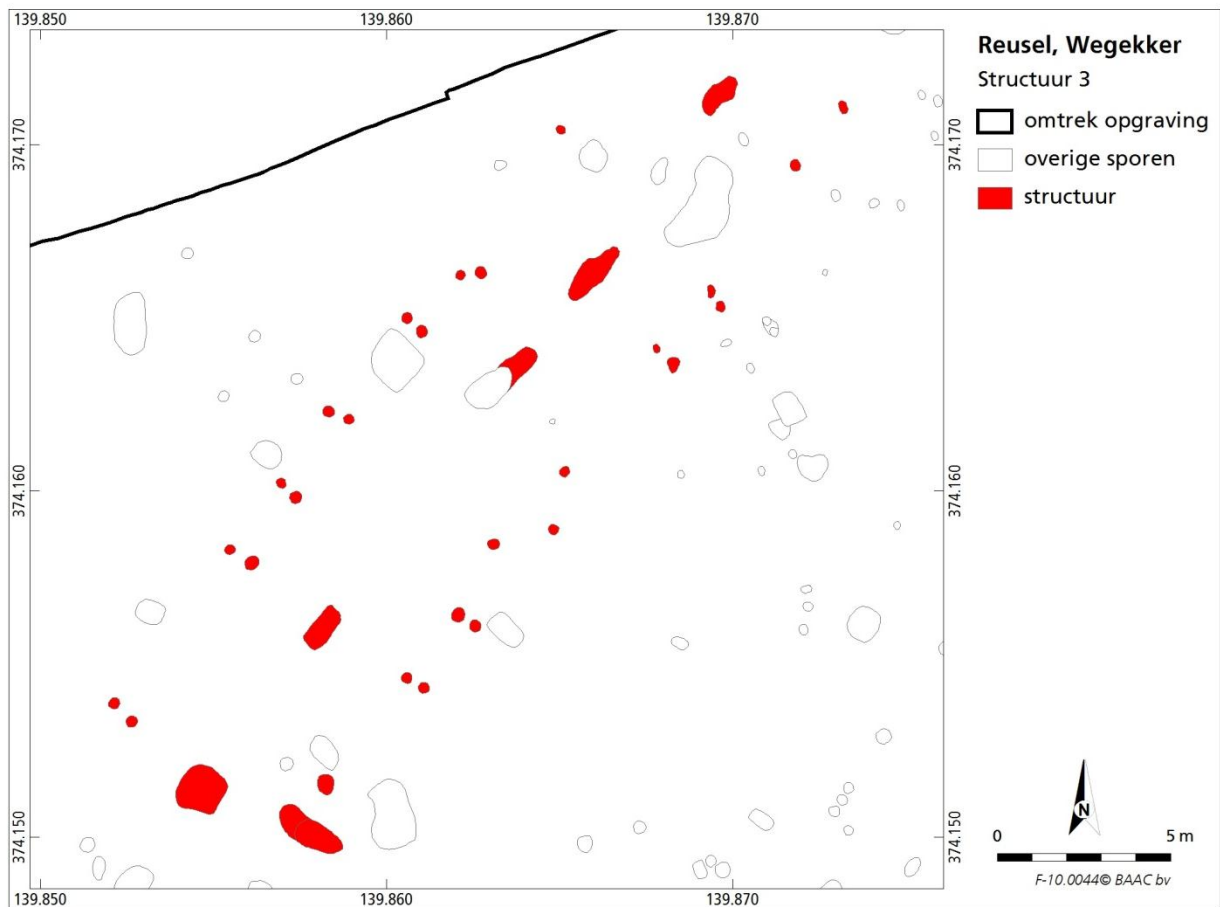 139.850
139.860
139.870
Reusel, Wegekker
Structuur 3
omtrek opgraving
overige sporen
structuur
374.170
374.170
374.160
374.160
374.150
374.150
N
0 5 m
139.850
139.860
139.870
F-10.0044© BAAC bv